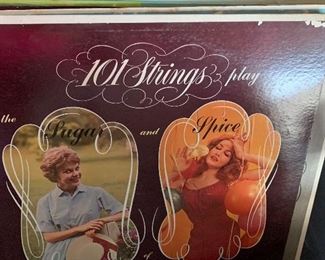 101 Strings play
the Sugar and Spice
of